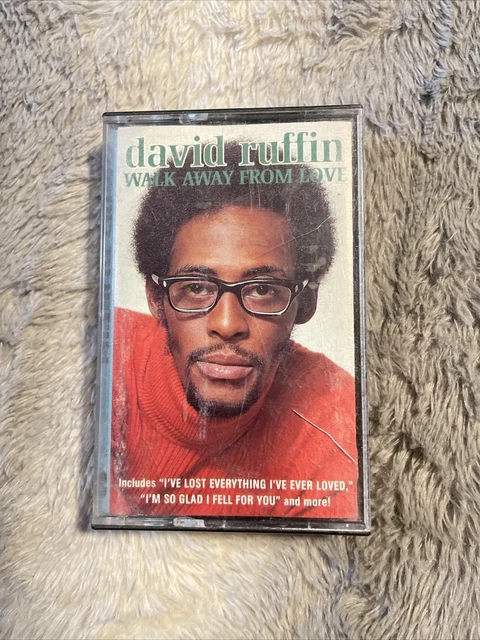 david ruffin
WALK AWAY FROM LOVE
Includes "I'VE LOST EVERYTHING I'VE EVER LOVED,"
"I'M SO GLAD I FELL FOR YOU" and more!